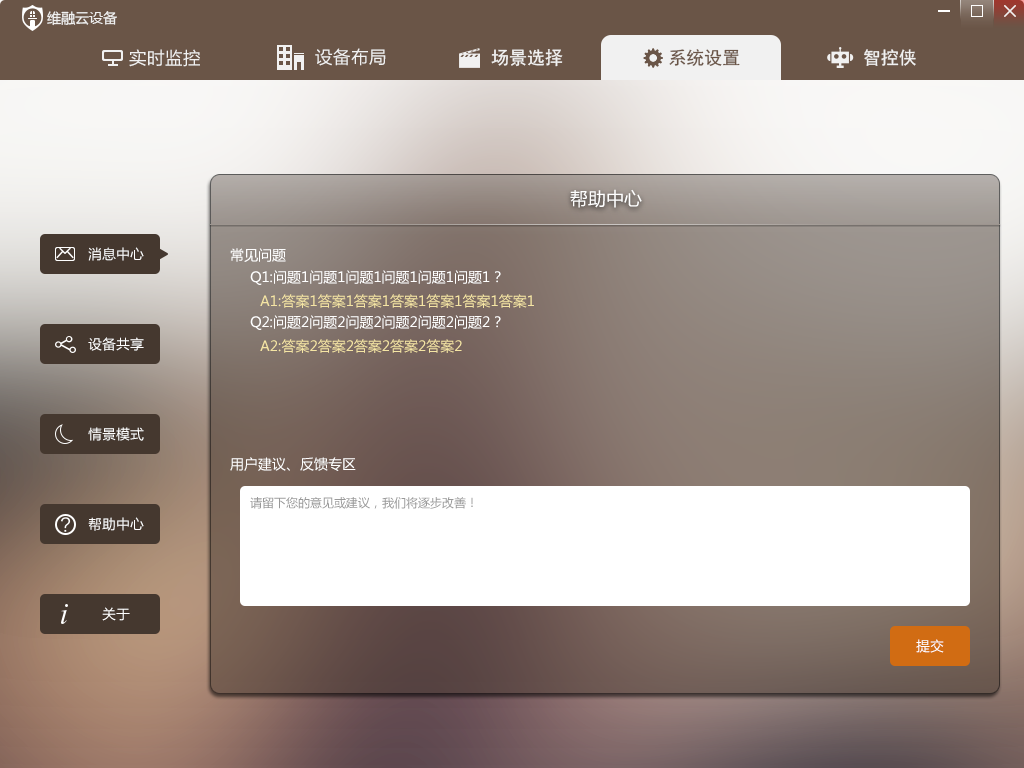 维融云设备
实时监控 设备布局 场景选择 系统设置 智控侠
帮助中心
消息中心
设备共享
情景模式
帮助中心
关于
常见问题
Q1:问题1问题1问题1问题1问题1问题1？
A1:答案1答案1答案1答案1答案1答案1答案1
Q2:问题2问题2问题2问题2问题2问题2？
A2:答案2答案2答案2答案2答案2
用户建议、反馈专区
请留下您的意见或建议，我们将逐步改善！
提交